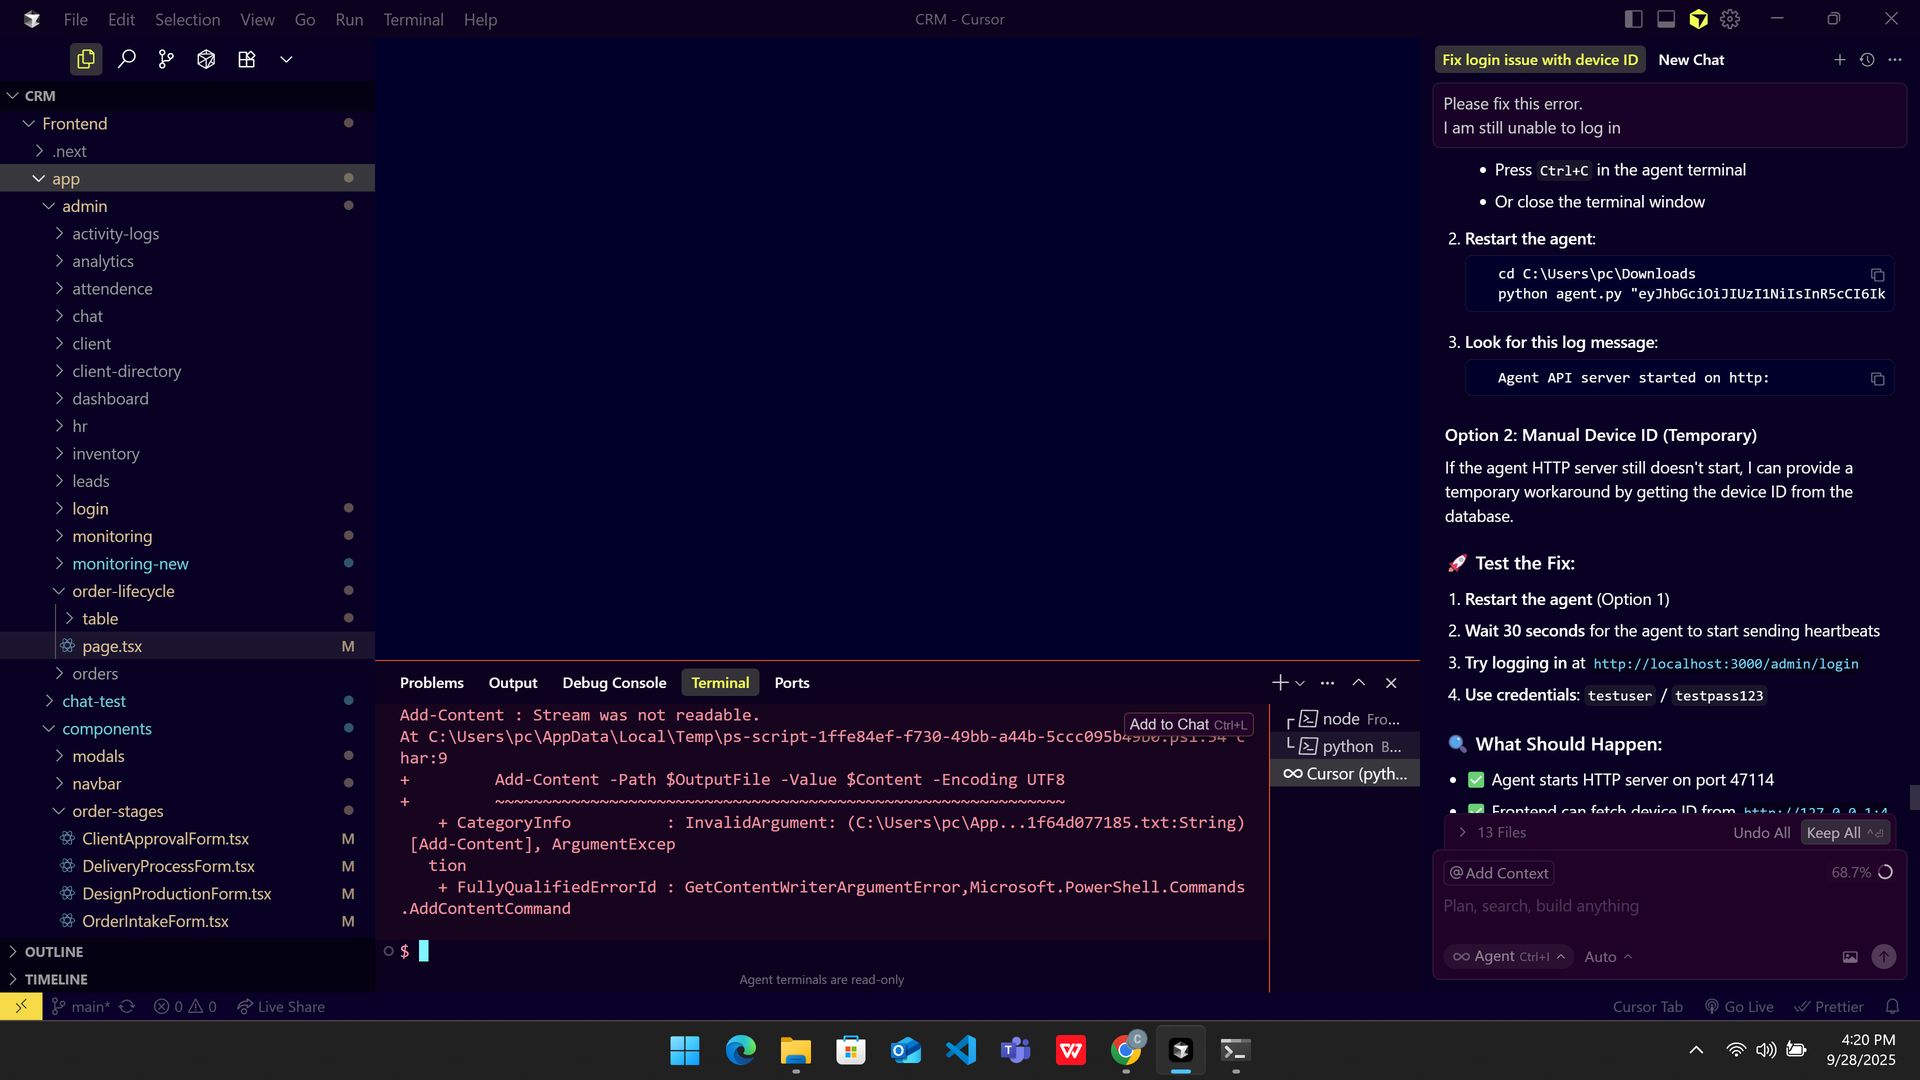 File Edit Selection View Go Run Terminal Help
CRM - Cursor
CRM
Frontend
.next
app
admin
activity-logs
analytics
attendence
chat
client
client-directory
dashboard
hr
inventory
leads
login
monitoring
monitoring-new
order-lifecycle
table
page.tsx M
orders
chat-test
components
modals
navbar
order-stages
ClientApprovalForm.tsx M
DeliveryProcessForm.tsx M
DesignProductionForm.tsx M
OrderIntakeForm.tsx M
OUTLINE
TIMELINE
Problems Output Debug Console Terminal Ports
Add-Content : Stream was not readable.
Add to Chat Ctrl+L
At C:\Users\pc\AppData\Local\Temp\ps-script-1ffe84ef-f730-49bb-a44b-5ccc095b49b0.ps1:54 c
har:9
+         Add-Content -Path $OutputFile -Value $Content -Encoding UTF8
+         ~~~~~~~~~~~~~~~~~~~~~~~~~~~~~~~~~~~~~~~~~~~~~~~~~~~~~~~~~~~~
+ CategoryInfo          : InvalidArgument: (C:\Users\pc\App...1f64d077185.txt:String)
[Add-Content], ArgumentExcep
tion
+ FullyQualifiedErrorId : GetContentWriterArgumentError,Microsoft.PowerShell.Commands
.AddContentCommand
$
Agent terminals are read-only
node Fro...
python B...
Cursor (pyth...
Fix login issue with device ID New Chat
Please fix this error.
I am still unable to log in
• Press Ctrl+C in the agent terminal
• Or close the terminal window
2. Restart the agent:
cd C:\Users\pc\Downloads
python agent.py "eyJhbGciOiJIUzI1NiIsInR5cCI6Ik
3. Look for this log message:
Agent API server started on http:
Option 2: Manual Device ID (Temporary)
If the agent HTTP server still doesn't start, I can provide a
temporary workaround by getting the device ID from the
database.
🚀 Test the Fix:
1. Restart the agent (Option 1)
2. Wait 30 seconds for the agent to start sending heartbeats
3. Try logging in at http://localhost:3000/admin/login
4. Use credentials: testuser / testpass123
🔍 What Should Happen:
• ✅ Agent starts HTTP server on port 47114
• ✅ Frontend can fetch device ID from http://127.0.0.1:4
13 Files Undo All Keep All
@Add Context 68.7%
Plan, search, build anything
Agent Ctrl+I Auto
main* 0 0 Live Share
Cursor Tab Go Live Prettier
4:20 PM
9/28/2025